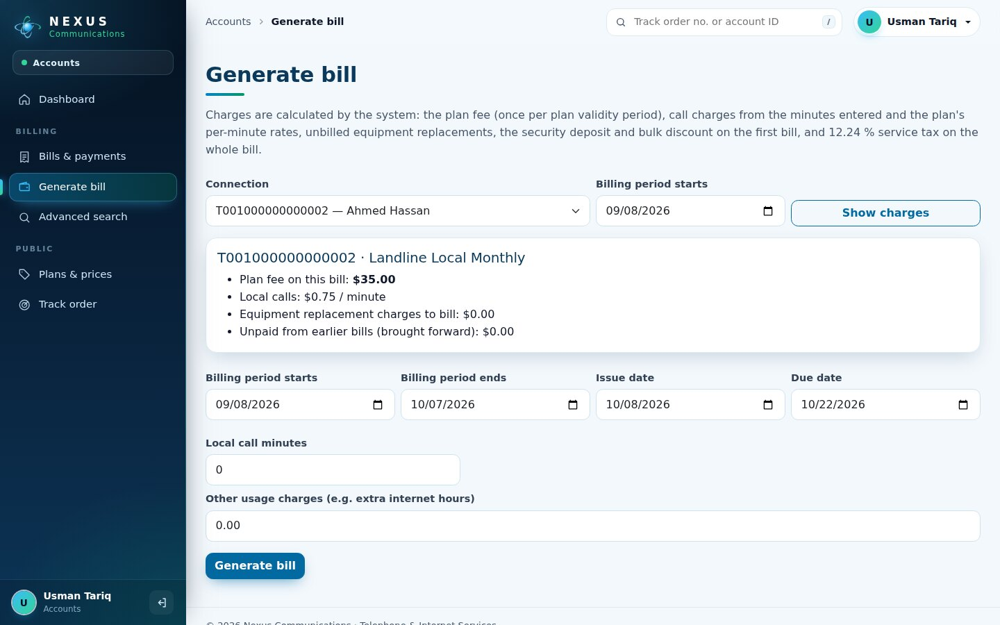 NEXUS
Communications
Accounts
Dashboard
BILLING
Bills & payments
Generate bill
Advanced search
PUBLIC
Plans & prices
Track order
Usman Tariq
Accounts
U
Accounts > Generate bill
Track order no. or account ID
/
U
Usman Tariq
Generate bill
Charges are calculated by the system: the plan fee (once per plan validity period), call charges from the minutes entered and the plan's
per-minute rates, unbilled equipment replacements, the security deposit and bulk discount on the first bill, and 12.24 % service tax on the
whole bill.
Connection
T001000000000002 — Ahmed Hassan
Billing period starts
09/08/2026
Show charges
T001000000000002 · Landline Local Monthly
• Plan fee on this bill: $35.00
• Local calls: $0.75 / minute
• Equipment replacement charges to bill: $0.00
• Unpaid from earlier bills (brought forward): $0.00
Billing period starts
09/08/2026
Billing period ends
10/07/2026
Issue date
10/08/2026
Due date
10/22/2026
Local call minutes
0
Other usage charges (e.g. extra internet hours)
0.00
Generate bill
© 2026 Nexus Communications · Telephone & Internet Services